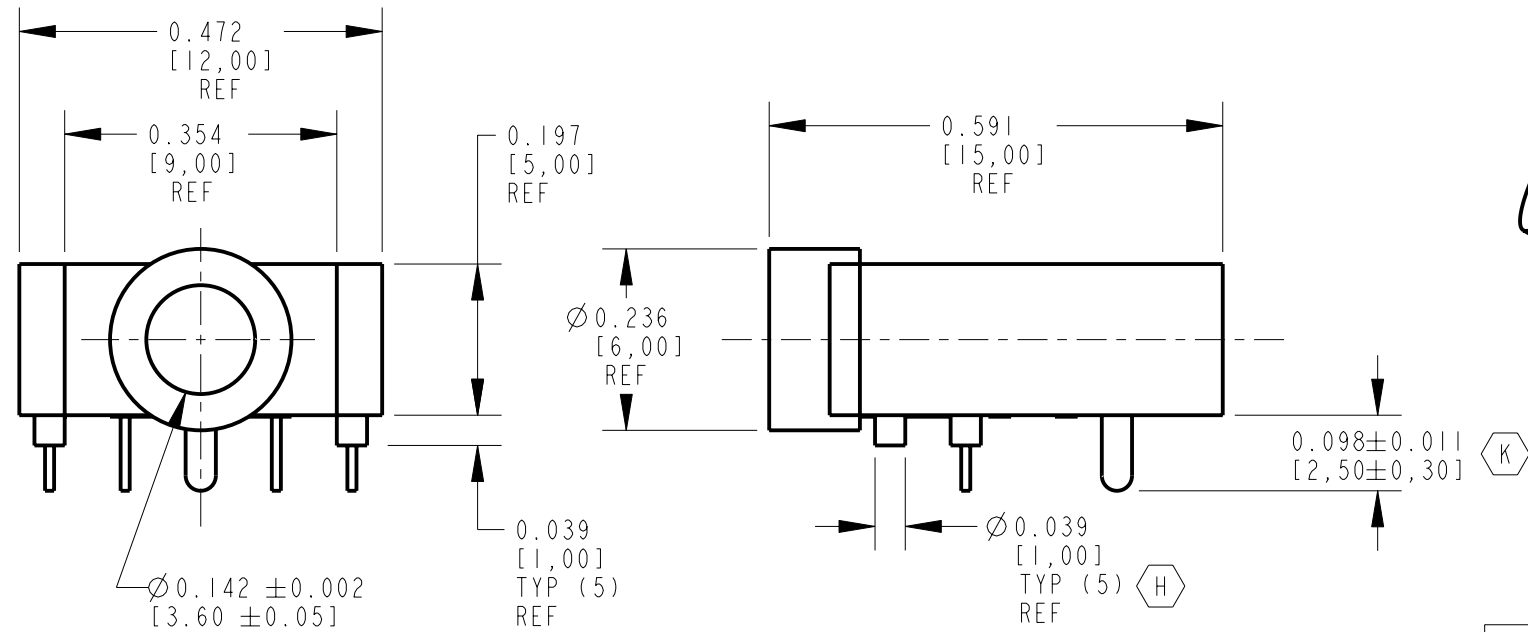 0.472
[12,00]
REF
0.354
[9,00]
REF
0.197
[5,00]
REF
0.591
[15,00]
REF
Ø0.236
[6,00]
REF
0.098±0.011
[2,50±0,30]
K
Ø0.142 ±0.002
[3.60 ±0.05]
0.039
[1,00]
TYP (5)
REF
Ø0.039
[1,00]
TYP (5)
H
REF